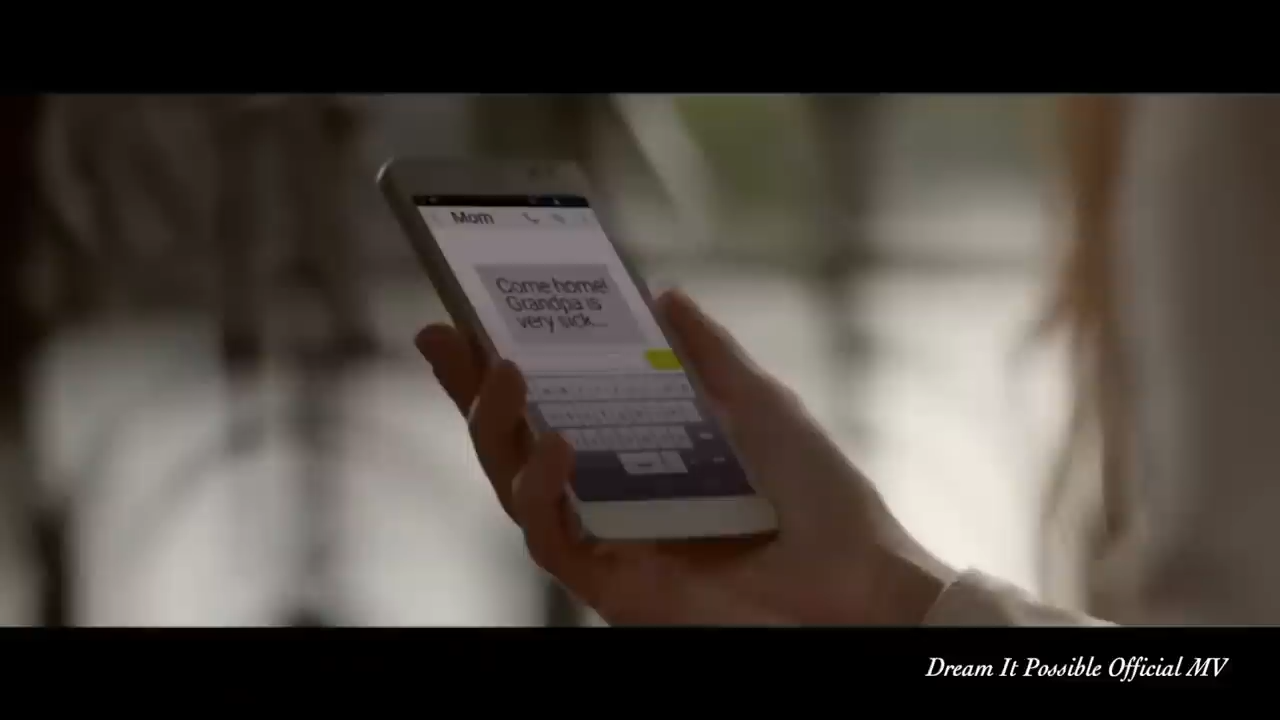 Mom
Come home!
Grandpa is
very sick...
Dream It Possible Official MV